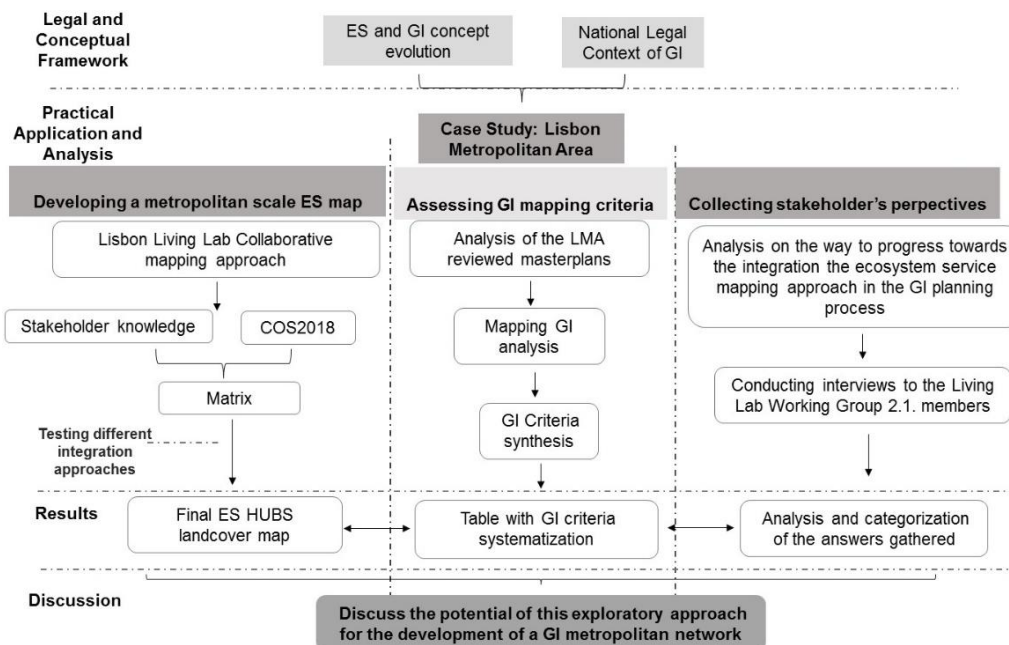 Legal and
Conceptual
Framework
ES and GI concept
evolution
National Legal
Context of GI
Practical
Application and
Analysis
Case Study: Lisbon
Metropolitan Area
Developing a metropolitan scale ES map
Lisbon Living Lab Collaborative
mapping approach
Stakeholder knowledge
COS2018
Matrix
Testing different
integration
approaches
Assessing GI mapping criteria
Analysis of the LMA
reviewed masterplans
Mapping GI
analysis
GI Criteria
synthesis
Collecting stakeholder's perpectives
Analysis on the way to progress towards
the integration the ecosystem service
mapping approach in the GI planning
process
Conducting interviews to the Living
Lab Working Group 2.1. members
Results
Final ES HUBS
landcover map
Table with GI criteria
systematization
Analysis and categorization
of the answers gathered
Discussion
Discuss the potential of this exploratory approach
for the development of a GI metropolitan network